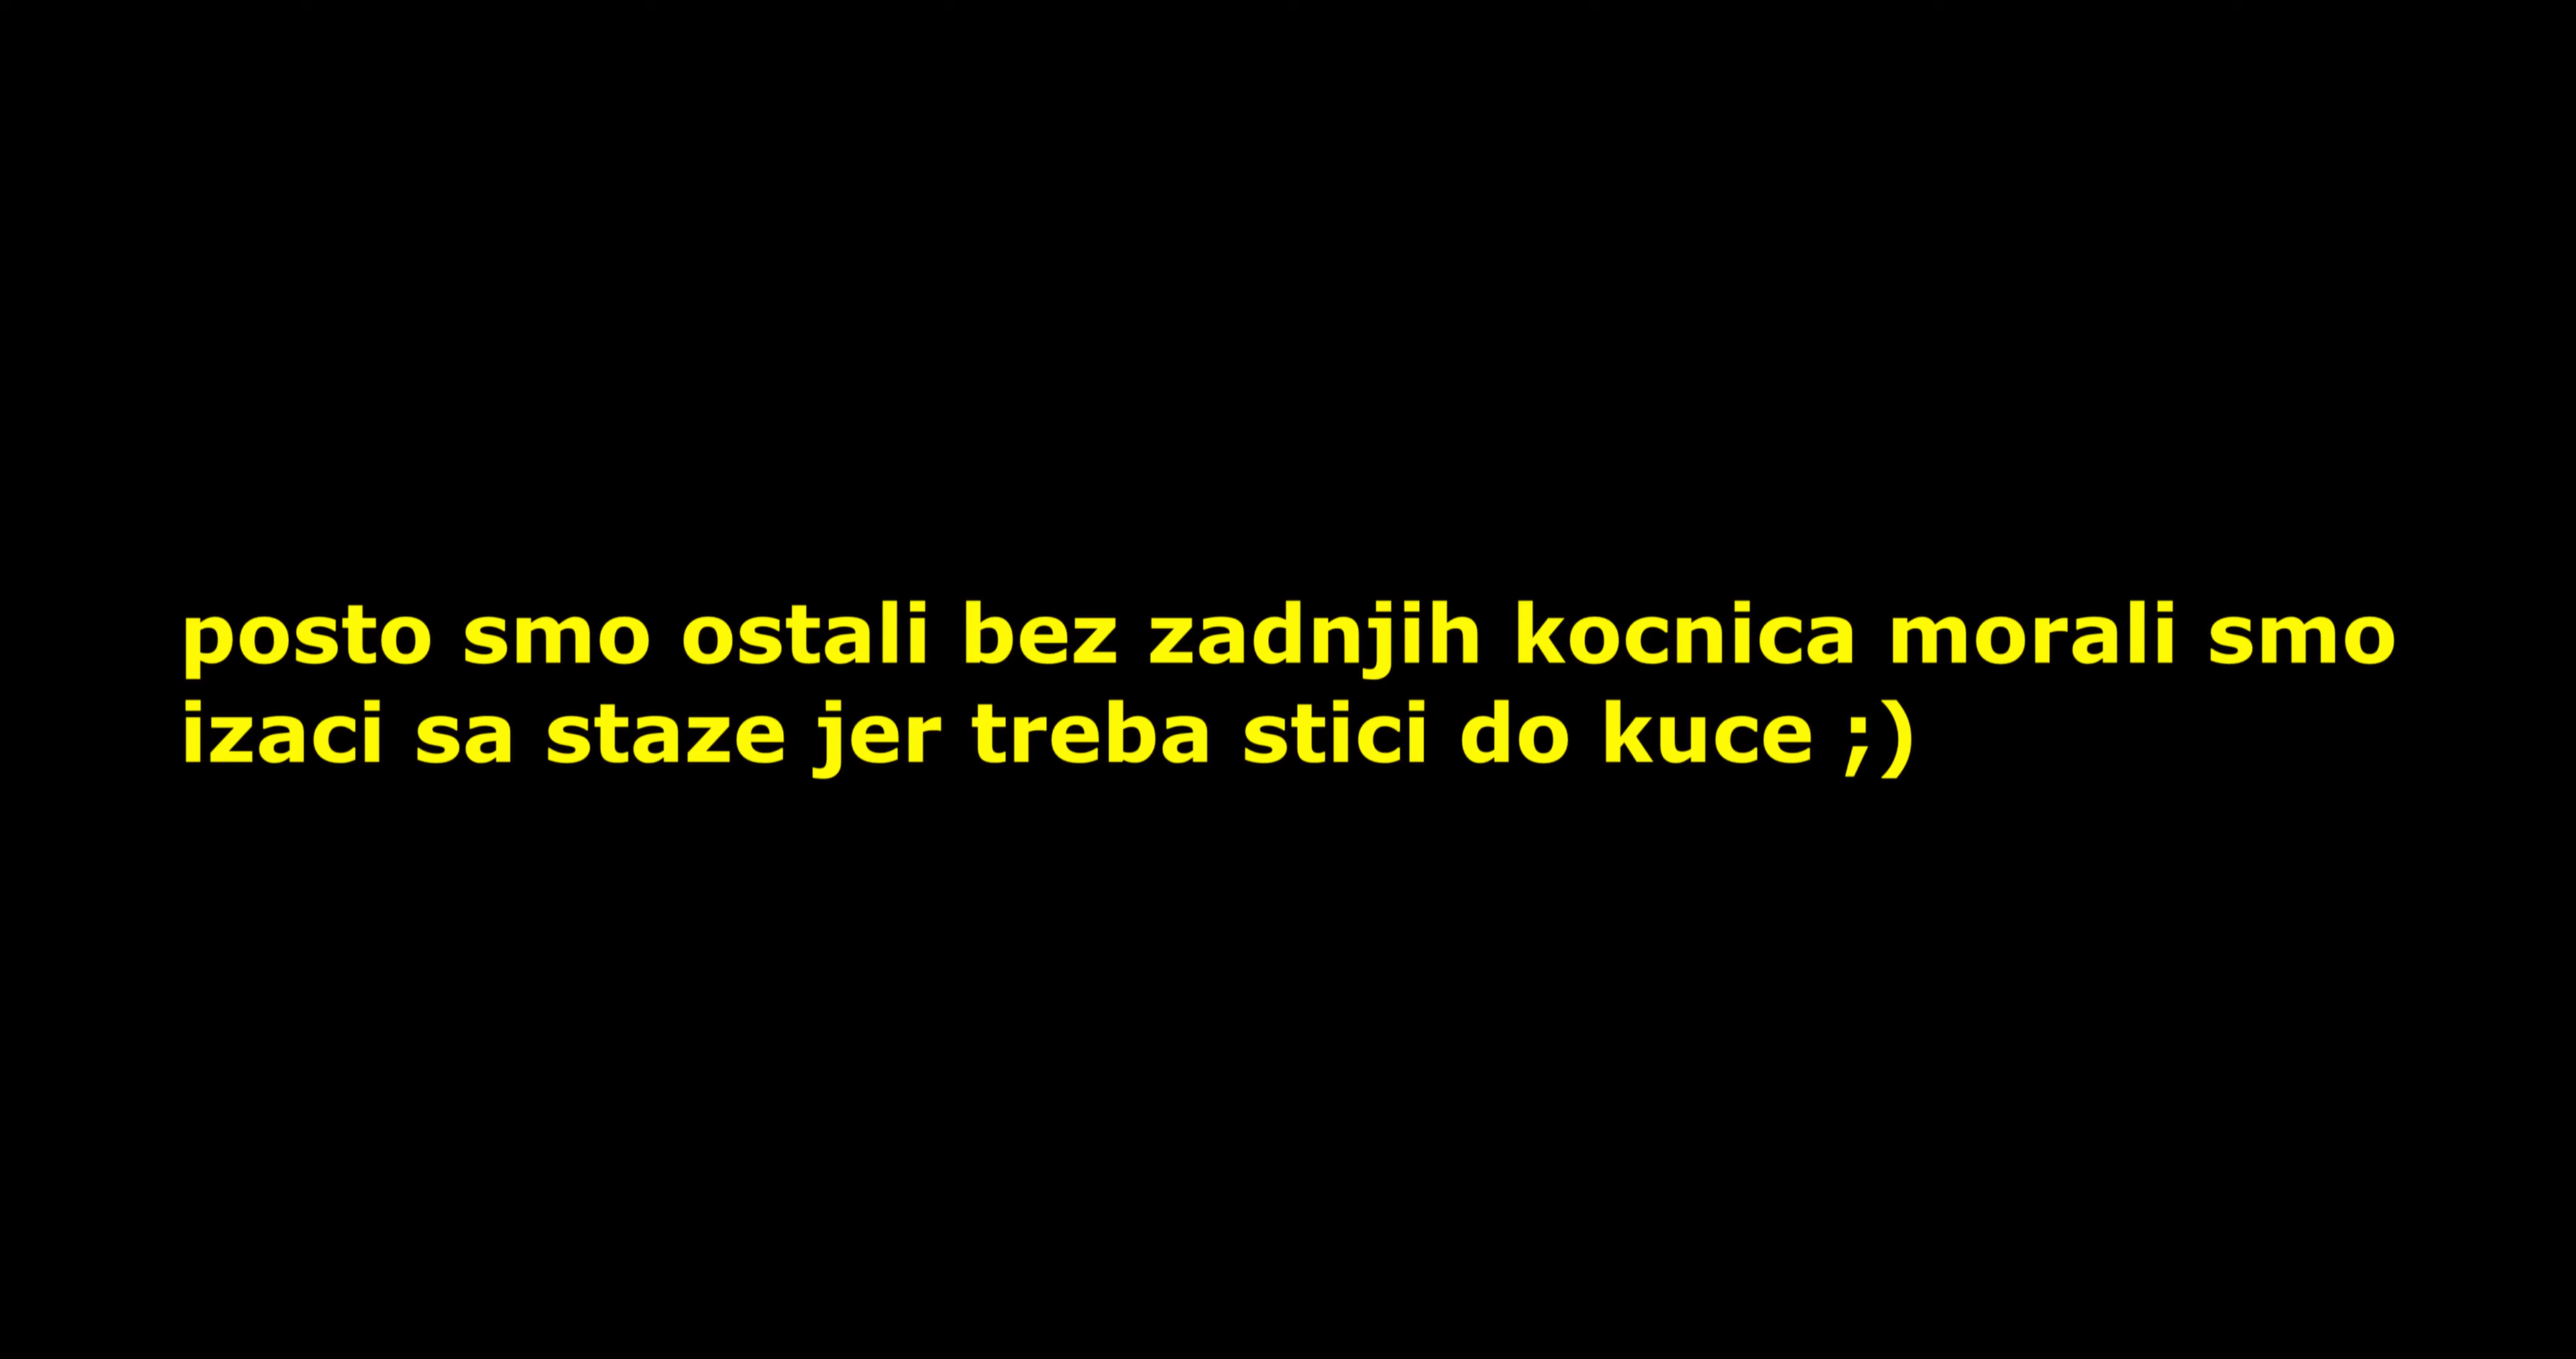 posto smo ostali bez zadnjih kocnica morali smo
izaci sa staze jer treba stici do kuce ;)